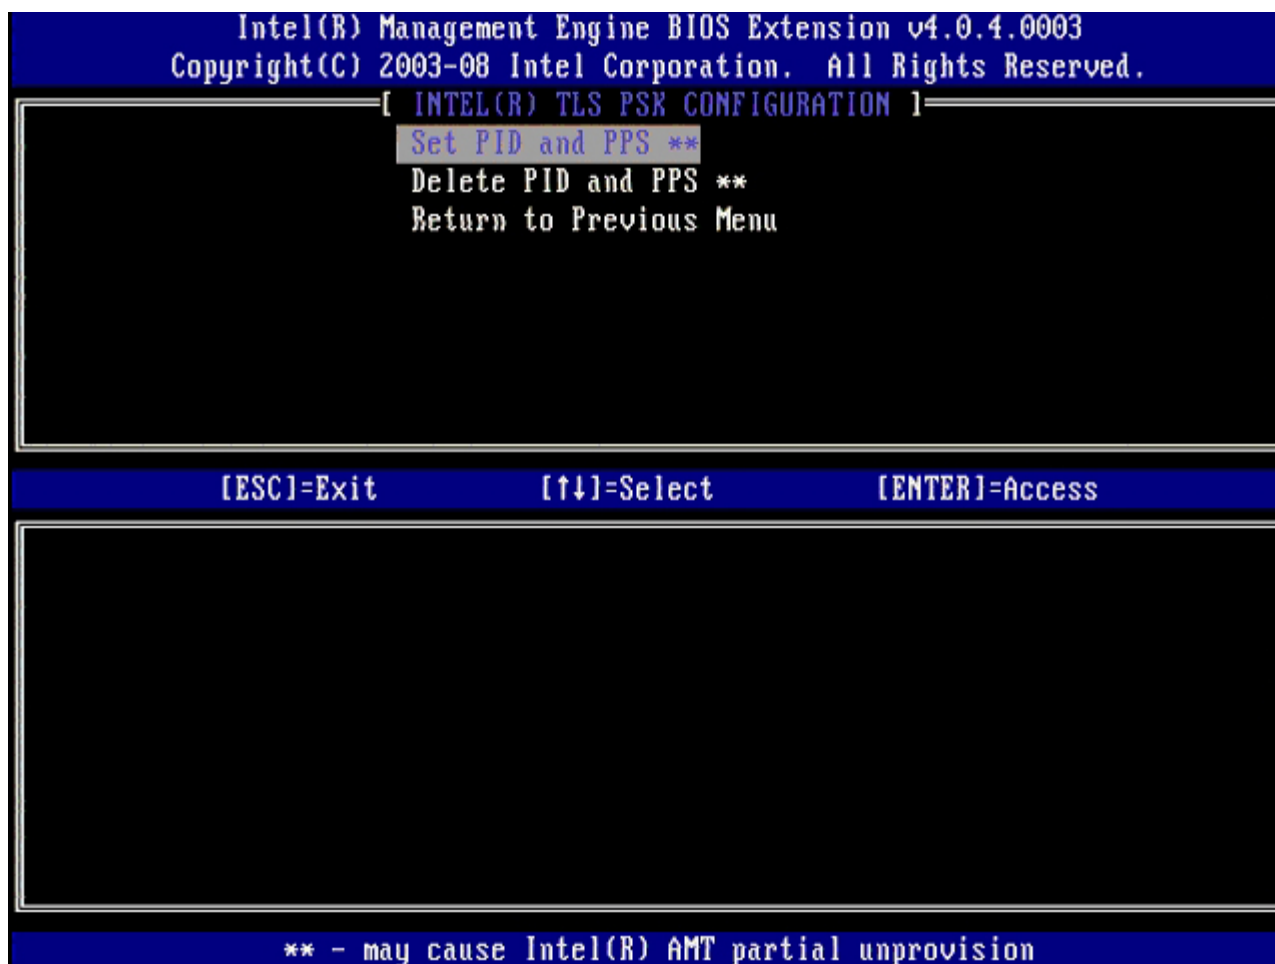 Intel(R) Management Engine BIOS Extension v4.0.4.0003
Copyright(C) 2003-08 Intel Corporation. All Rights Reserved.
[ INTEL(R) TLS PSK CONFIGURATION ]
Set PID and PPS **
Delete PID and PPS **
Return to Previous Menu
[ESC]=Exit [↑↓]=Select [ENTER]=Access
** - may cause Intel(R) AMT partial unprovision